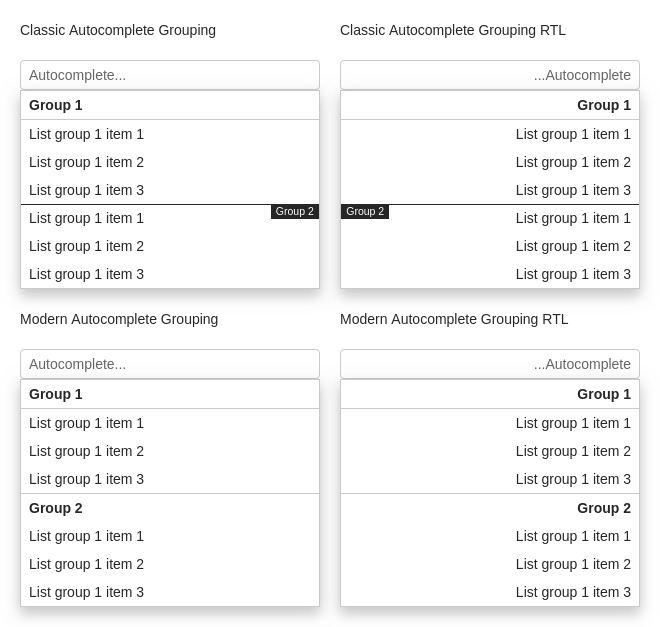 Classic Autocomplete Grouping
Autocomplete...
Group 1
List group 1 item 1
List group 1 item 2
List group 1 item 3
List group 1 item 1
Group 2
List group 1 item 2
List group 1 item 3
Classic Autocomplete Grouping RTL
...Autocomplete
Group 1
List group 1 item 1
List group 1 item 2
List group 1 item 3
Group 2
List group 1 item 1
List group 1 item 2
List group 1 item 3
Modern Autocomplete Grouping
Autocomplete...
Group 1
List group 1 item 1
List group 1 item 2
List group 1 item 3
Group 2
List group 1 item 1
List group 1 item 2
List group 1 item 3
Modern Autocomplete Grouping RTL
...Autocomplete
Group 1
List group 1 item 1
List group 1 item 2
List group 1 item 3
Group 2
List group 1 item 1
List group 1 item 2
List group 1 item 3